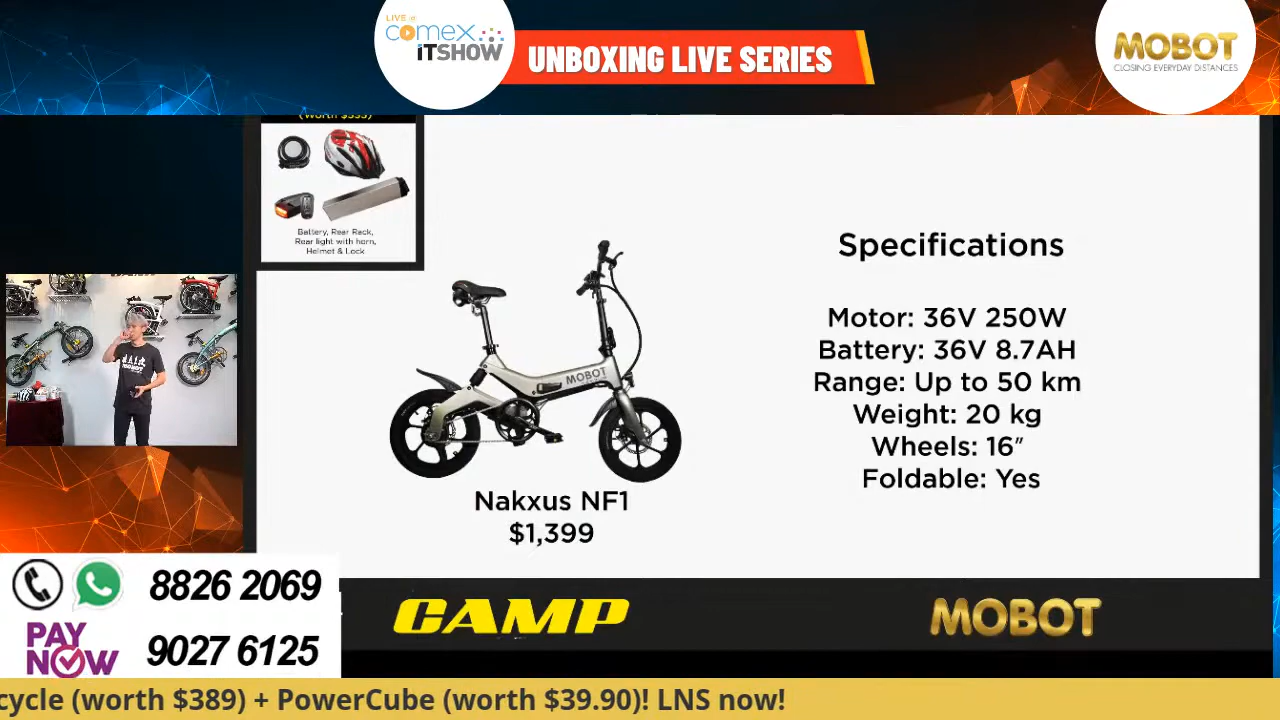 LIVE @
comex
iTSHOW
UNBOXING LIVE SERIES
MOBOT
CLOSING EVERYDAY DISTANCES
(Worth $395)
Battery, Rear Rack,
Rear light with horn,
Helmet & Lock
MOBOT
Nakxus NF1
$1,399
Specifications
Motor: 36V 250W
Battery: 36V 8.7AH
Range: Up to 50 km
Weight: 20 kg
Wheels: 16″
Foldable: Yes
8826 2069
PAY
NOW
9027 6125
CAMP
MOBOT
cycle (worth $389) + PowerCube (worth $39.90)! LNS now!